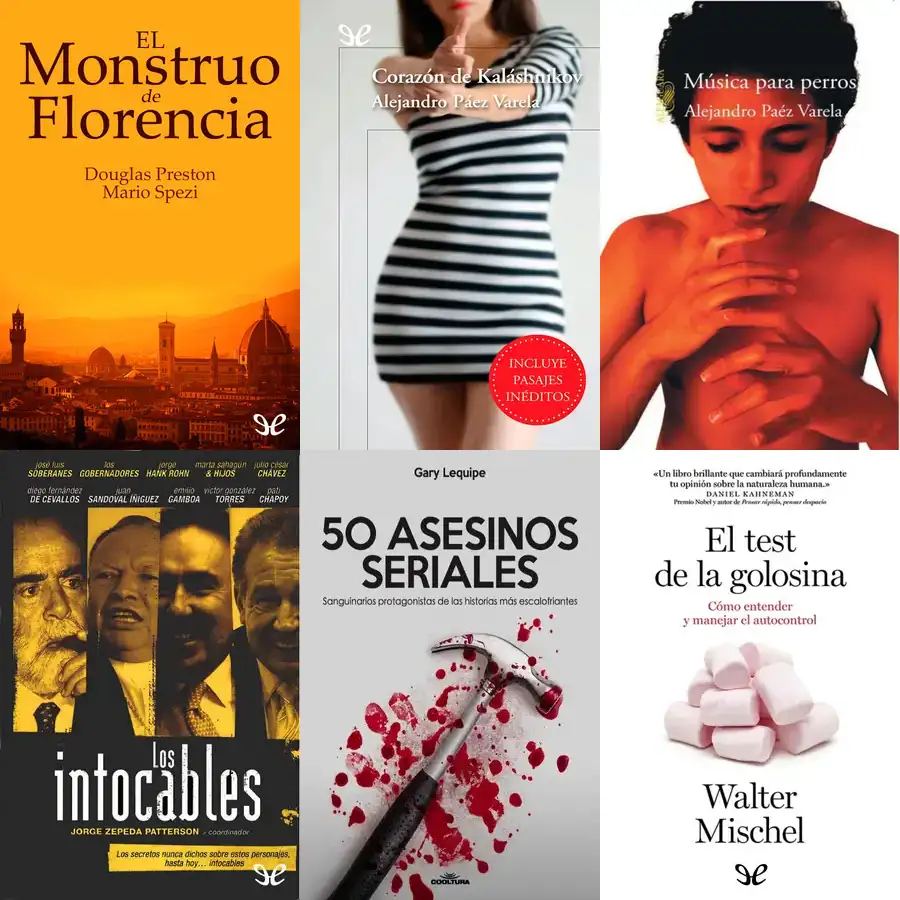 EL
Monstruo
de
Florencia
Douglas Preston
Mario Spezi
Corazón de Kaláshnikov
Alejandro Páez Varela
INCLUYE
PASAJES
INÉDITOS
Música para perros
Alejandro Paéz Varela
josé luis
SOBERANES
los
GOBERNADORES
jorge
HANK ROHN
marta sahagún
& HIJOS
julio césar
CHÁVEZ
diego fernández
DE CEVALLOS
juan
SANDOVAL ÍÑIGUEZ
emilio
GAMBOA
víctor gonzález
TORRES
pati
CHAPOY
Los
intocables
JORGE ZEPEDA PATTERSON - coordinador
Los secretos nunca dichos sobre estos personajes,
hasta hoy... intocables
Gary Lequipe
50 ASESINOS
SERIALES
Sanguinarios protagonistas de las historias más escalofriantes
COOLTURA
«Un libro brillante que cambiará profundamente
tu opinión sobre la naturaleza humana.»
DANIEL KAHNEMAN
Premio Nobel y autor de Pensar rápido, pensar despacio
El test
de la golosina
Cómo entender
y manejar el autocontrol
Walter
Mischel